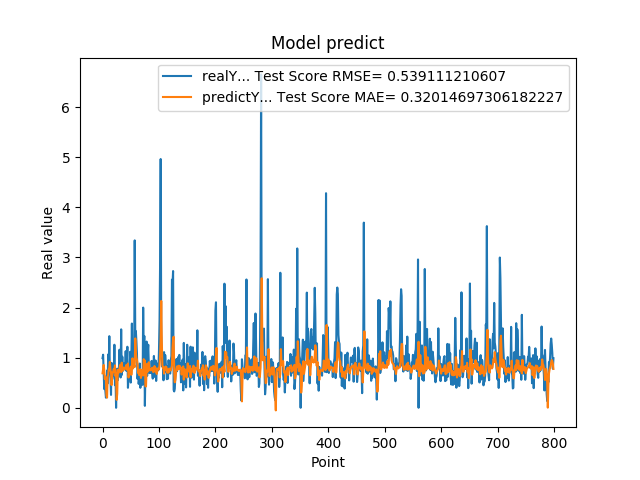 Model predict
realY... Test Score RMSE= 0.539111210607
predictY... Test Score MAE= 0.32014697306182227
Real value
6
5
4
3
2
1
0
0 100 200 300 400 500 600 700 800
Point